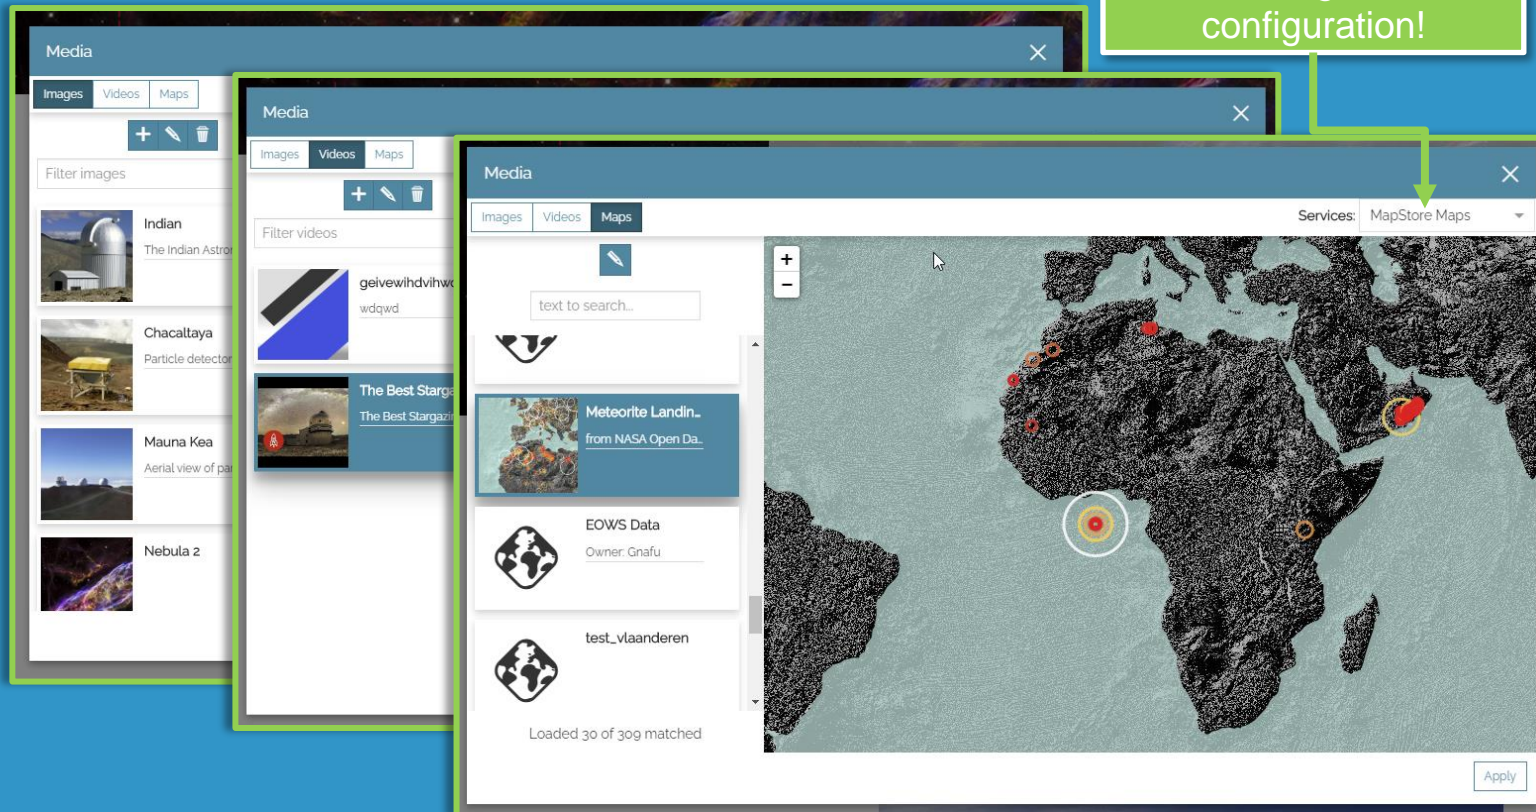 configuration!
Media
Images Videos Maps
Filter images
Indian
The Indian Astro
Chacaltaya
Particle detector
Mauna Kea
Aerial view of pa
Nebula 2
Media
Images Videos Maps
Filter videos
geivewihdvihw
wdqwd
The Best Starga
The Best Stargazi
Media
Images Videos Maps
Services: MapStore Maps
text to search...
Meteorite Landin...
from NASA Open Da...
EOWS Data
Owner: Gnafu
test_vlaanderen
Loaded 30 of 309 matched
+
-
Apply